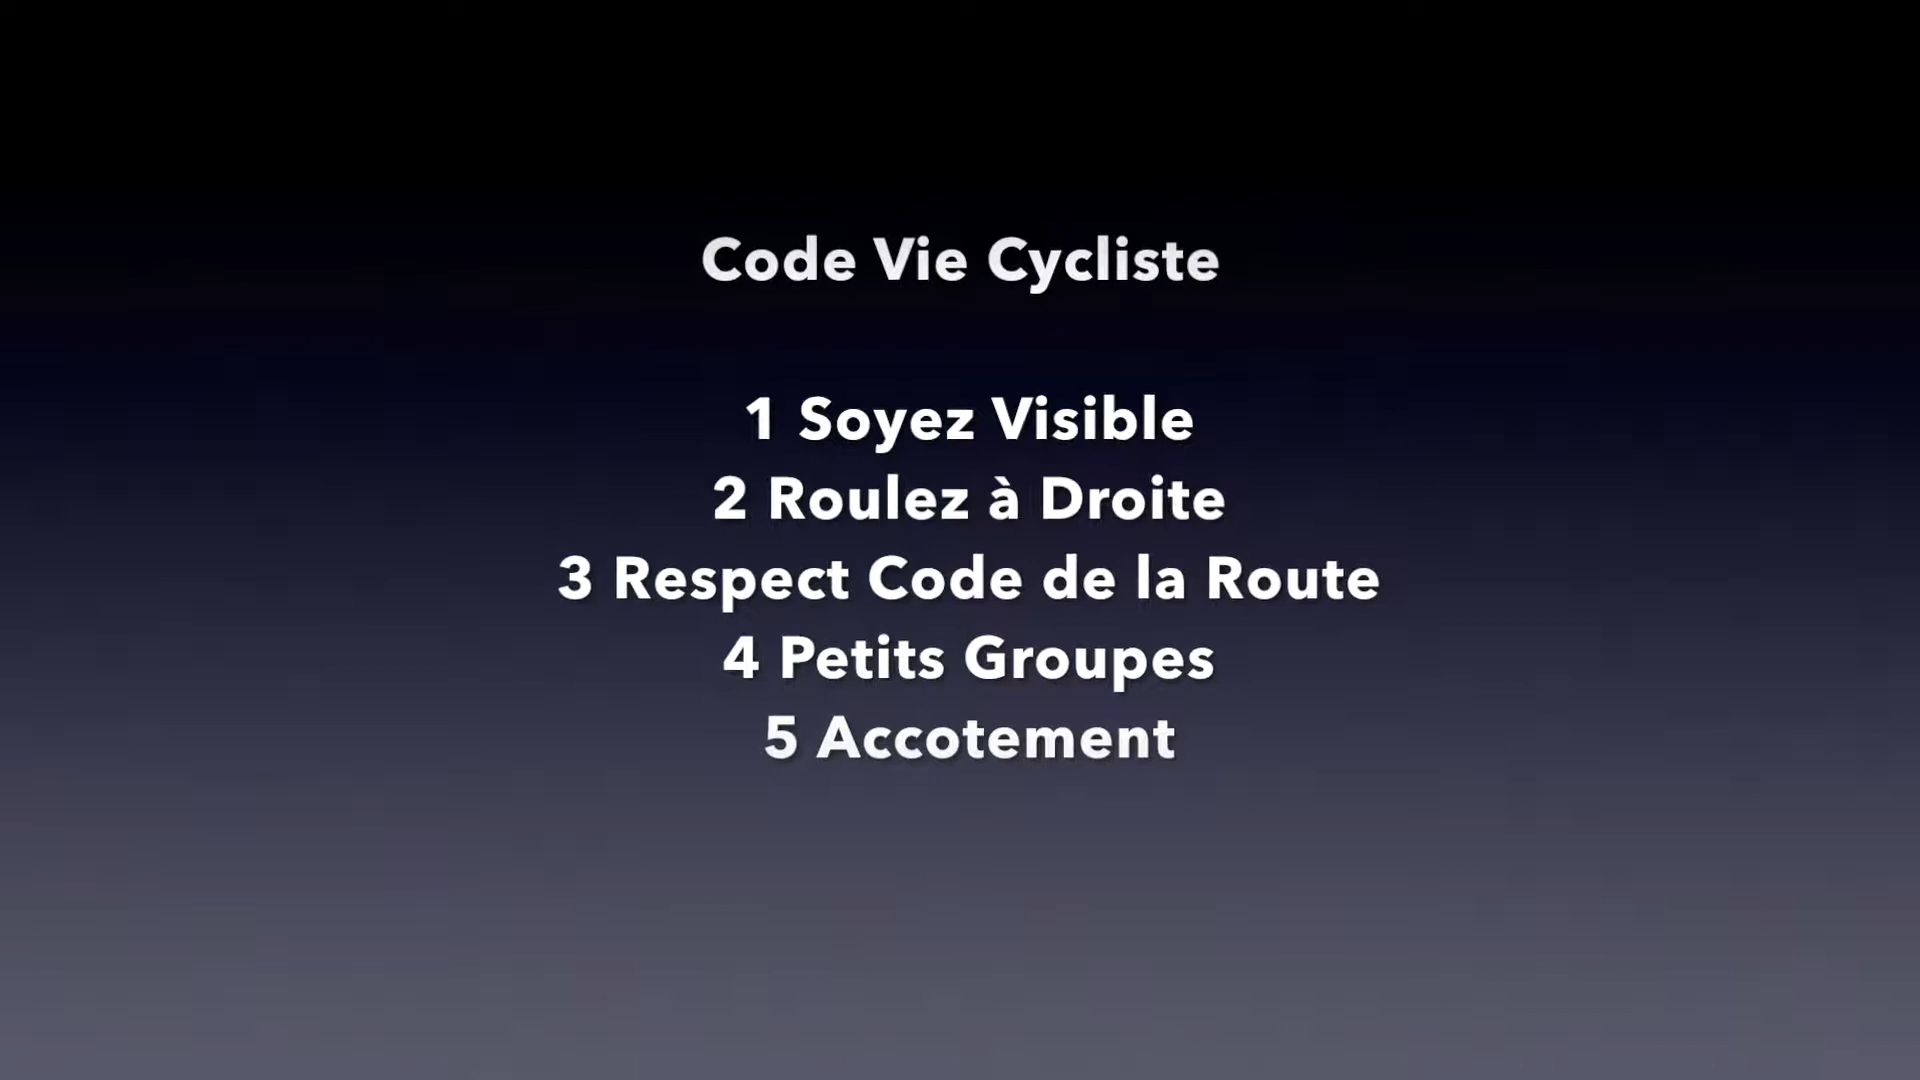 Code Vie Cycliste
1 Soyez Visible
2 Roulez à Droite
3 Respect Code de la Route
4 Petits Groupes
5 Accotement